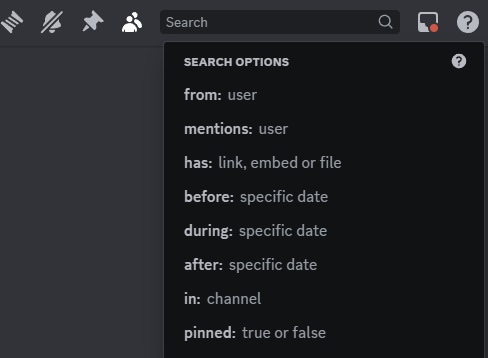 Search
SEARCH OPTIONS
from: user
mentions: user
has: link, embed or file
before: specific date
during: specific date
after: specific date
in: channel
pinned: true or false